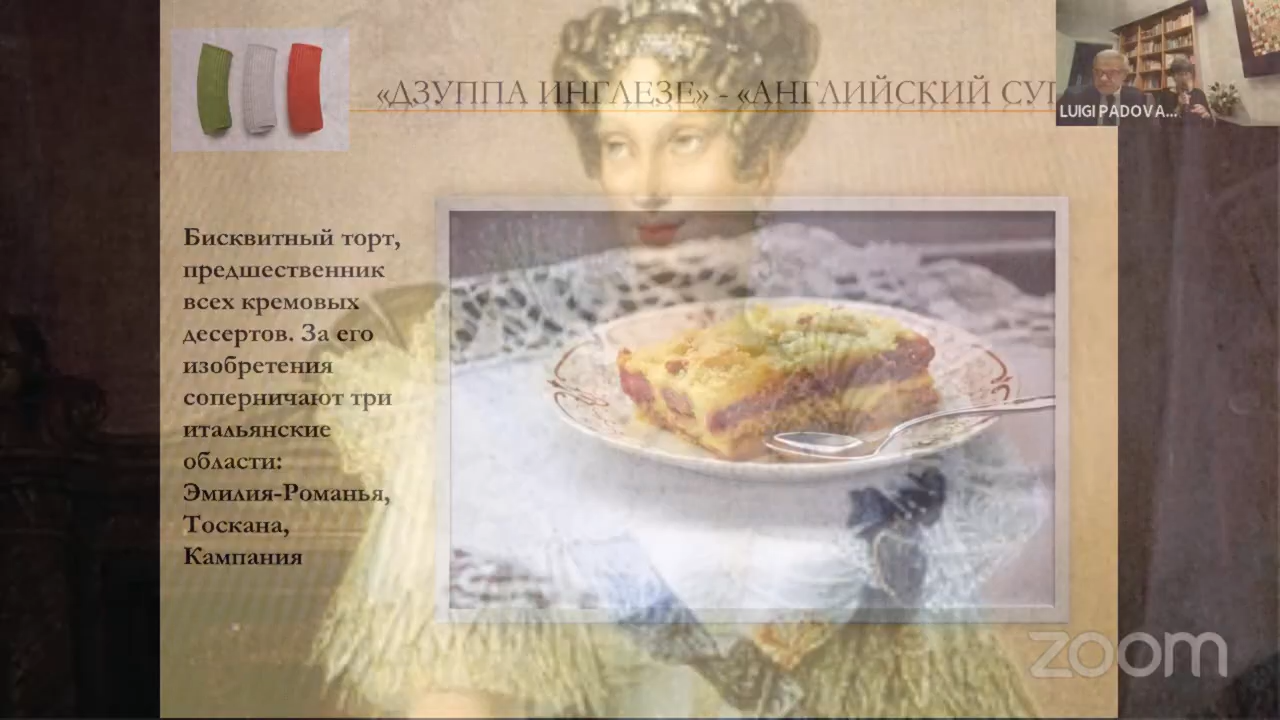 «ДЗУППА ИНГЛЕЗЕ» - «АНГЛИЙСКИЙ СУП
LUIGI PADOVA...
Бисквитный торт,
предшественник
всех кремовых
десертов. За его
изобретения
соперничают три
итальянские
области:
Эмилия-Романья,
Тоскана,
Кампания
zoom